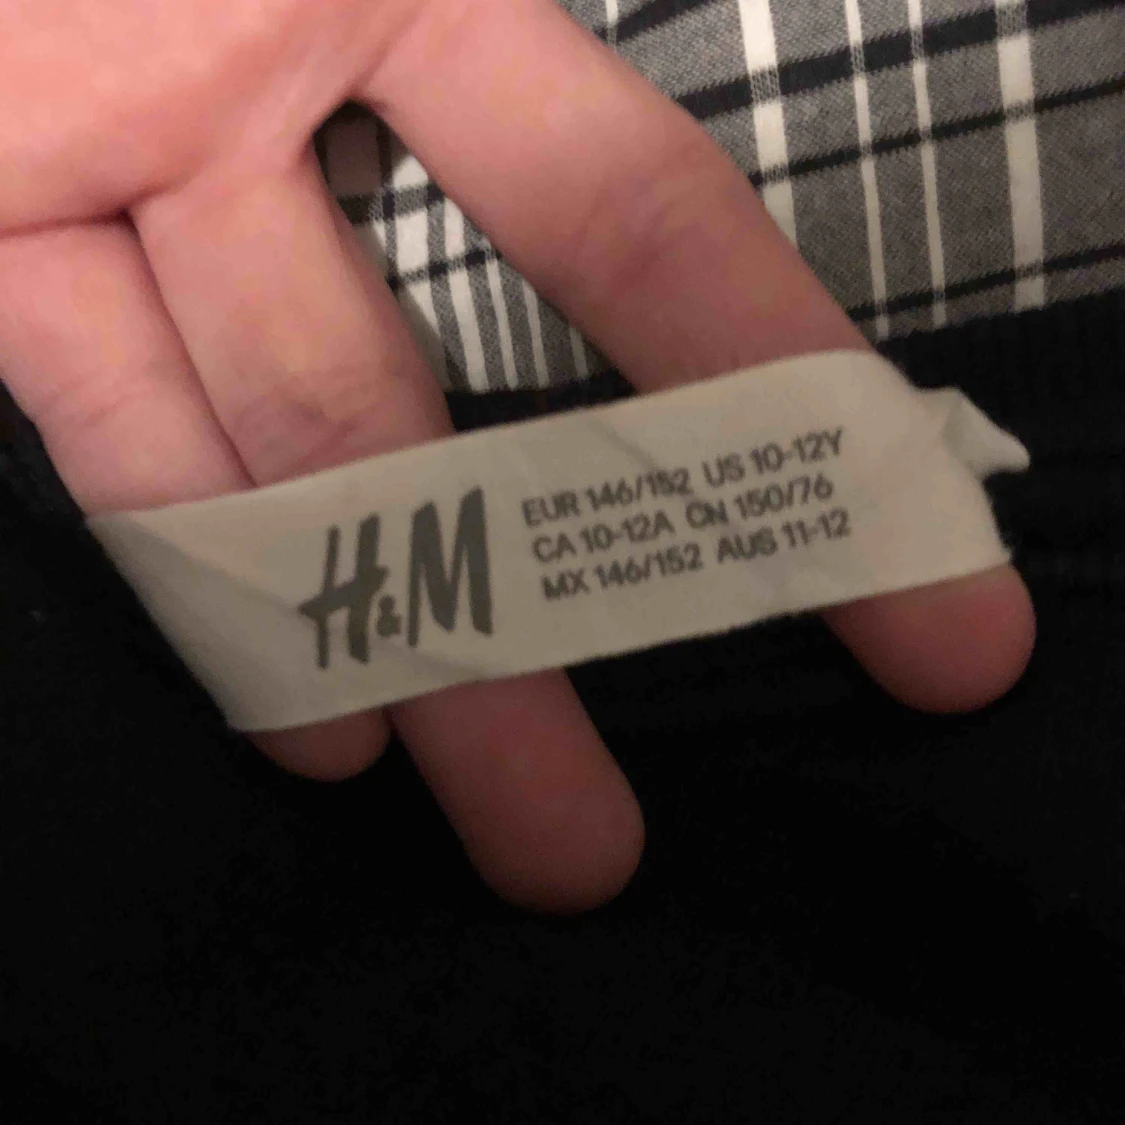 H&M
EUR 146/152 US 10-12Y
CA 10-12A CN 150/76
MX 146/152 AUS 11-12